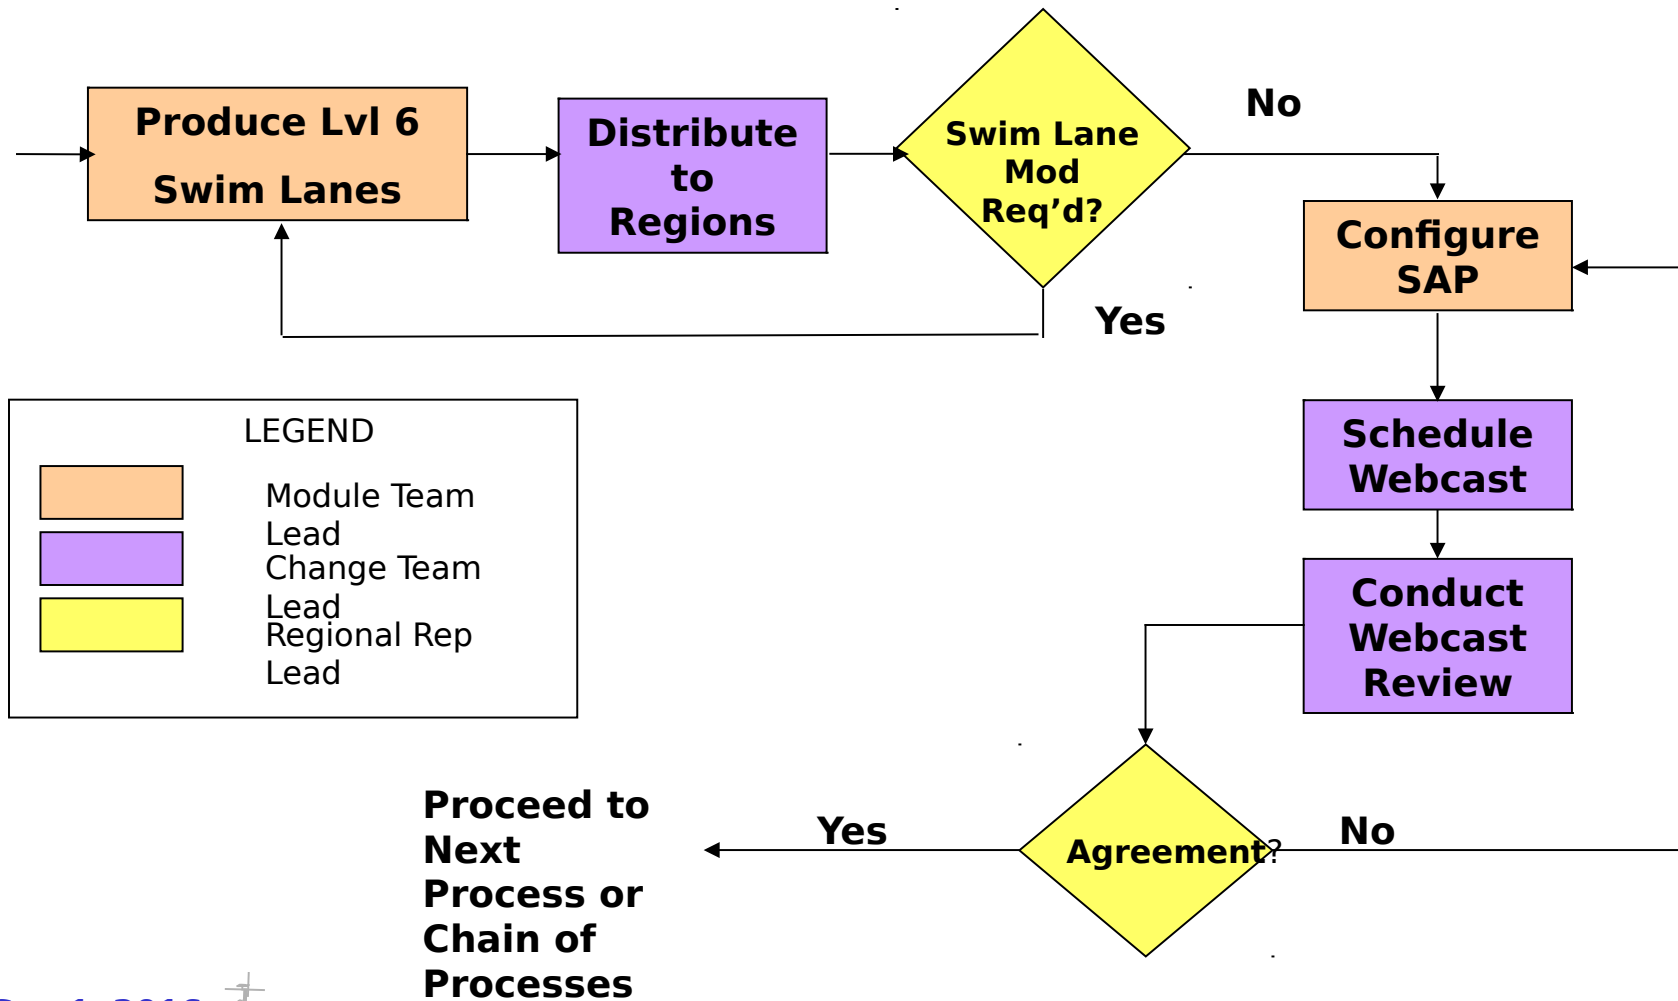 Produce Lvl 6
Swim Lanes
Distribute
to
Regions
Swim Lane
Mod
Req’d?
No
Configure
SAP
Yes
LEGEND
Module Team
Lead
Change Team
Lead
Regional Rep
Lead
Schedule
Webcast
Conduct
Webcast
Review
Proceed to
Next
Process or
Chain of
Processes
Yes
Agreement?
No